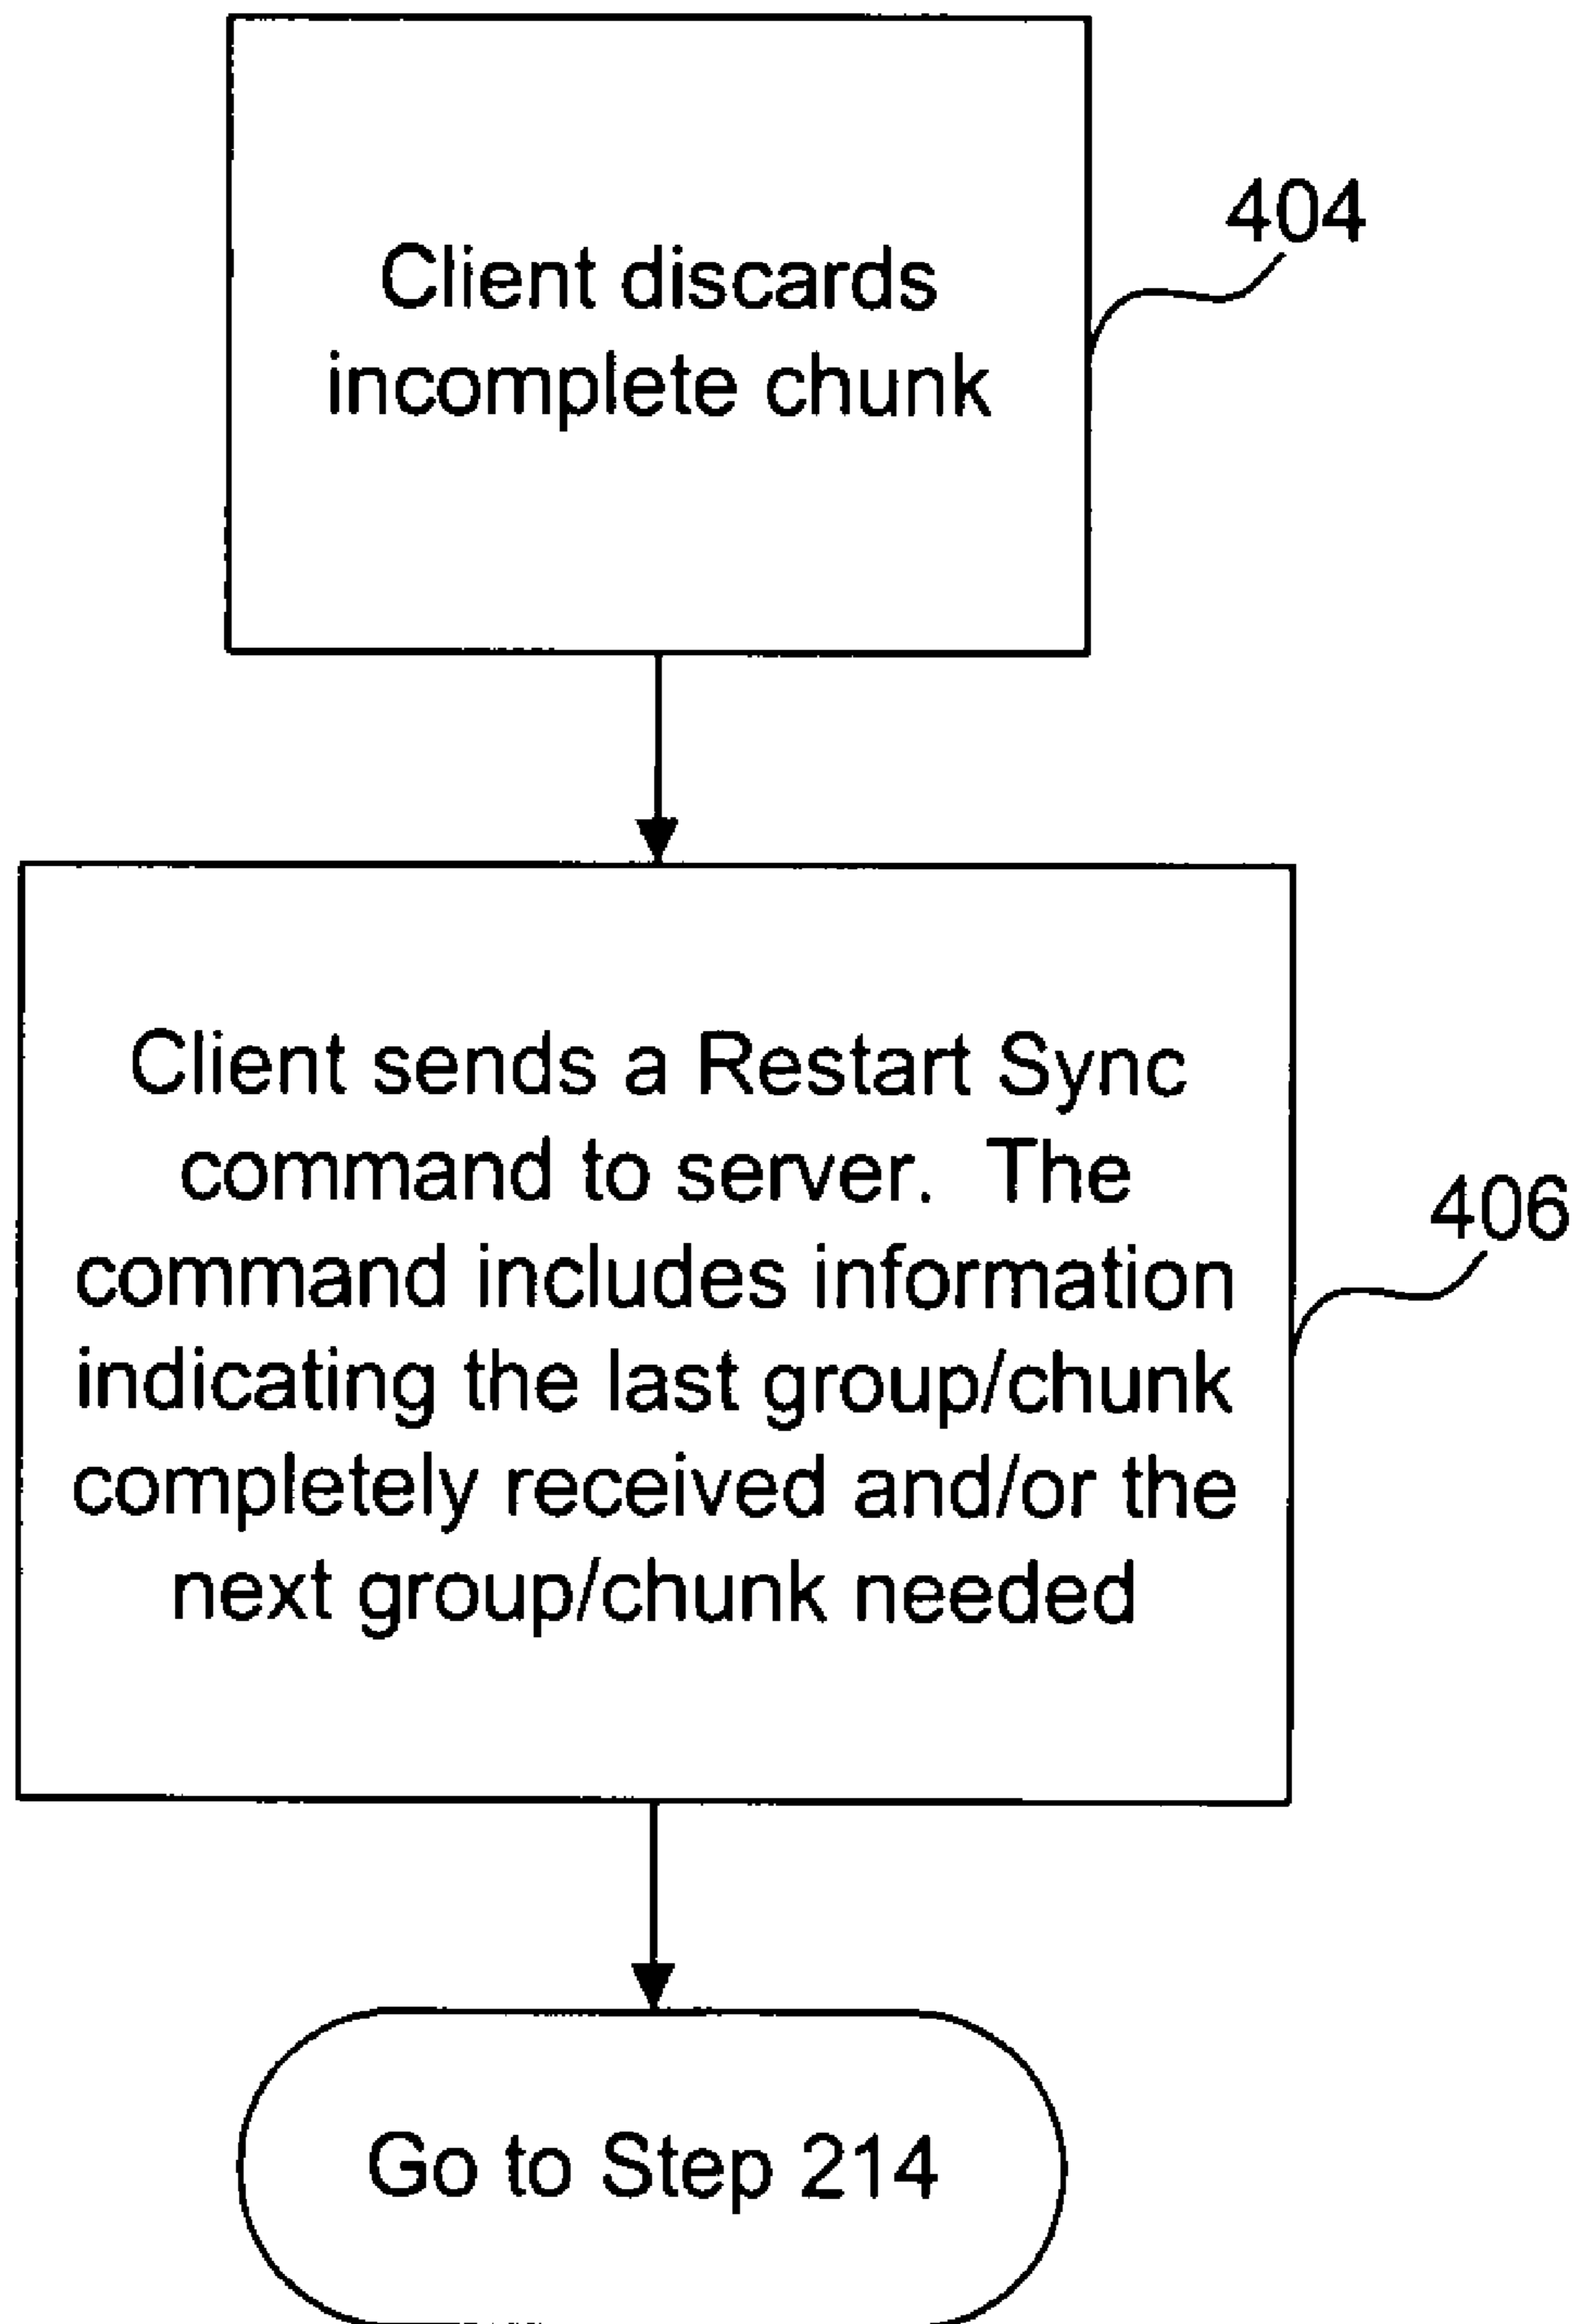 404
Client discards
incomplete chunk
Client sends a Restart Sync
command to server. The
406
command includes information
indicating the last group/chunk
completely received and/or the
next group/chunk needed
Go to Step 214